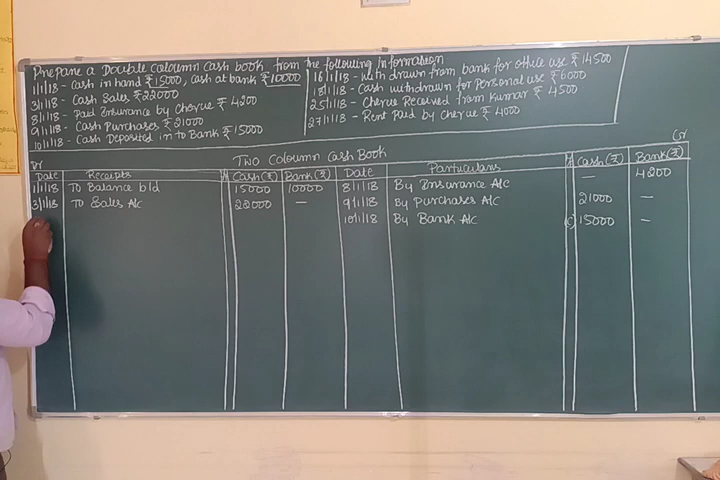 Prepare a Double Coloumn Cash book from the following information
1/1/18 - Cash in hand ₹15000, Cash at bank ₹10000
3/1/18 - Cash Sales ₹22000
8/1/18 - Paid Insurance by Cheque ₹4200
9/1/18 - Cash Purchases ₹21000
10/1/18 - Cash Deposited in to Bank ₹15000
16/1/18 - With drawn from bank for office use ₹14500
18/1/18 - Cash withdrawn for Personal use ₹6000
25/1/18 - Cheque Received from Kumar ₹4500
27/1/18 - Rent Paid by Cheque ₹4000
TWO COLOUMN CASH BOOK
Dr Cr
Date Receipts Cash(₹) Bank(₹) Date Particulars Cash(₹) Bank(₹)
1/1/18 To Balance b/d 15000 10000 8/1/18 By Insurance A/c — 4200
3/1/18 To Sales A/c 22000 — 9/1/18 By Purchases A/c 21000 —
10/1/18 By Bank A/c (c) 15000 —